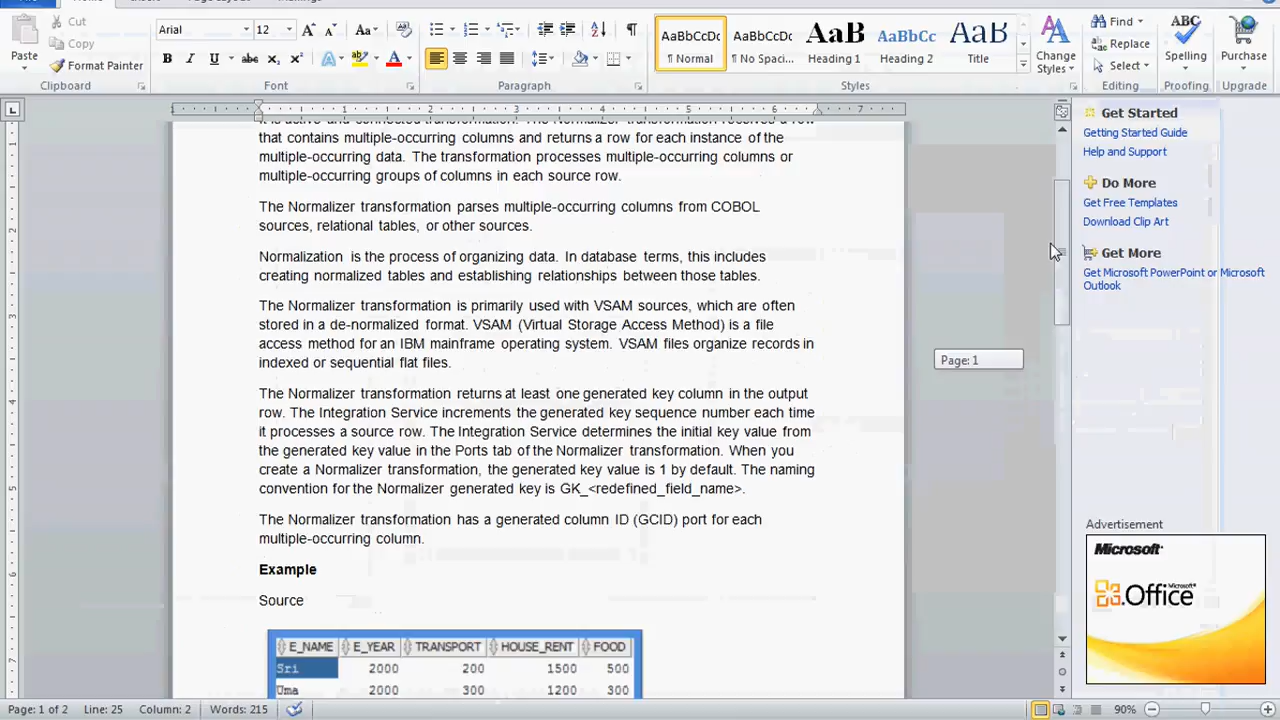 Cut
Copy
Format Painter
Paste
Clipboard
Arial
12
Aa
B I U abc x₂ x²
A
Font
Paragraph
AaBbCcDc
¶ Normal
AaBbCcDc
¶ No Spaci...
AaB
Heading 1
AaBbCc
Heading 2
AaB
Title
Change
Styles
Styles
Find
Replace
Select
Editing
ABC
Spelling
Proofing
Purchase
Upgrade
1 2 3 4 5 6 7
that contains multiple-occurring columns and returns a row for each instance of the
multiple-occurring data. The transformation processes multiple-occurring columns or
multiple-occurring groups of columns in each source row.
The Normalizer transformation parses multiple-occurring columns from COBOL
sources, relational tables, or other sources.
Normalization is the process of organizing data. In database terms, this includes
creating normalized tables and establishing relationships between those tables.
The Normalizer transformation is primarily used with VSAM sources, which are often
stored in a de-normalized format. VSAM (Virtual Storage Access Method) is a file
access method for an IBM mainframe operating system. VSAM files organize records in
indexed or sequential flat files.
The Normalizer transformation returns at least one generated key column in the output
row. The Integration Service increments the generated key sequence number each time
it processes a source row. The Integration Service determines the initial key value from
the generated key value in the Ports tab of the Normalizer transformation. When you
create a Normalizer transformation, the generated key value is 1 by default. The naming
convention for the Normalizer generated key is GK_<redefined_field_name>.
The Normalizer transformation has a generated column ID (GCID) port for each
multiple-occurring column.
Example
Source
E_NAME E_YEAR TRANSPORT HOUSE_RENT FOOD
Sri 2000 200 1500 500
Uma 2000 300 1200 300
Page: 1
Get Started
Getting Started Guide
Help and Support
Do More
Get Free Templates
Download Clip Art
Get More
Get Microsoft PowerPoint or Microsoft
Outlook
Advertisement
Microsoft
Microsoft
Office
Page: 1 of 2 Line: 25 Column: 2 Words: 215
90%